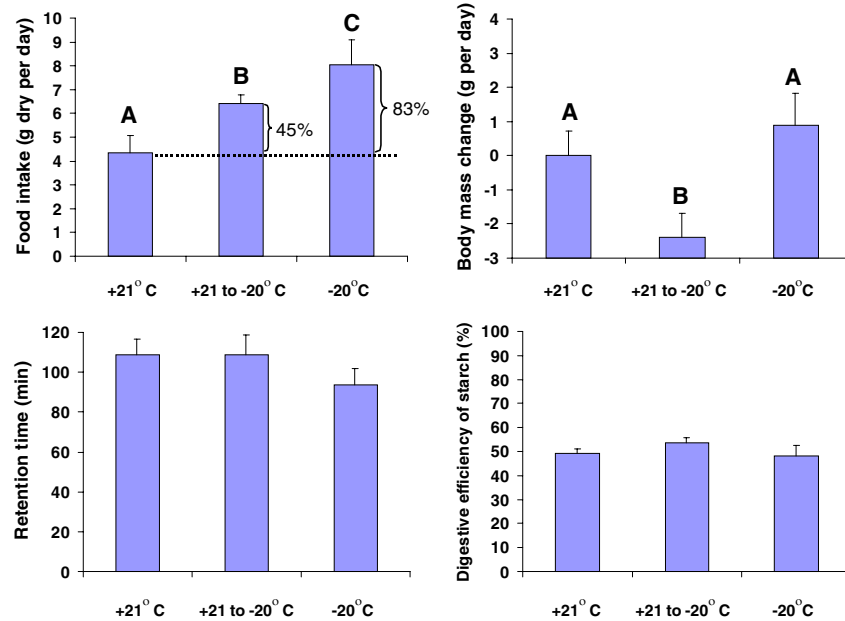 Food intake (g dry per day)
10
9
8
7
6
5
4
3
2
1
0
A
B
C
45%
83%
+21° C
+21 to -20° C
-20°C
Body mass change (g per day)
4
3
2
1
0
-1
-2
-3
A
B
A
+21° C
+21 to -20° C
-20°C
Retention time (min)
120
100
80
60
40
20
0
+21° C
+21 to -20° C
-20°C
Digestive efficiency of starch (%)
100
90
80
70
60
50
40
30
20
10
0
+21° C
+21 to -20° C
-20°C